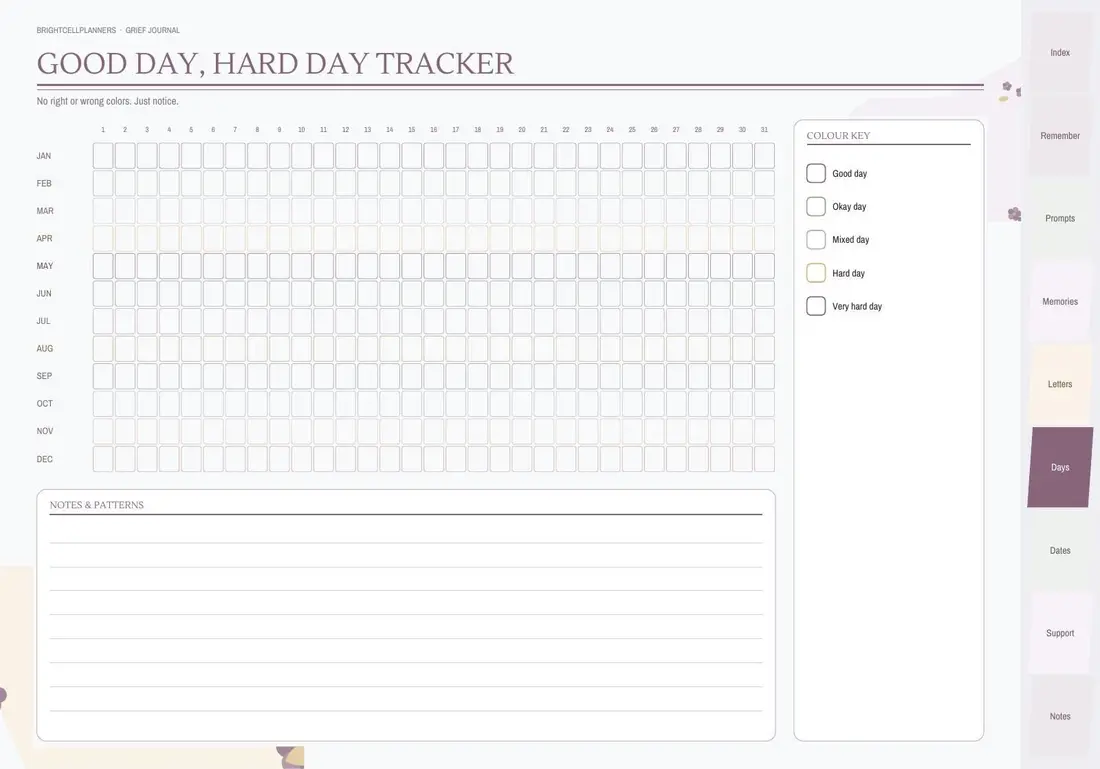 BRIGHTCELLPLANNERS · GRIEF JOURNAL
GOOD DAY, HARD DAY TRACKER
No right or wrong colors. Just notice.
1 2 3 4 5 6 7 8 9 10 11 12 13 14 15 16 17 18 19 20 21 22 23 24 25 26 27 28 29 30 31
JAN
FEB
MAR
APR
MAY
JUN
JUL
AUG
SEP
OCT
NOV
DEC
NOTES & PATTERNS
COLOUR KEY
Good day
Okay day
Mixed day
Hard day
Very hard day
Index
Remember
Prompts
Memories
Letters
Days
Dates
Support
Notes